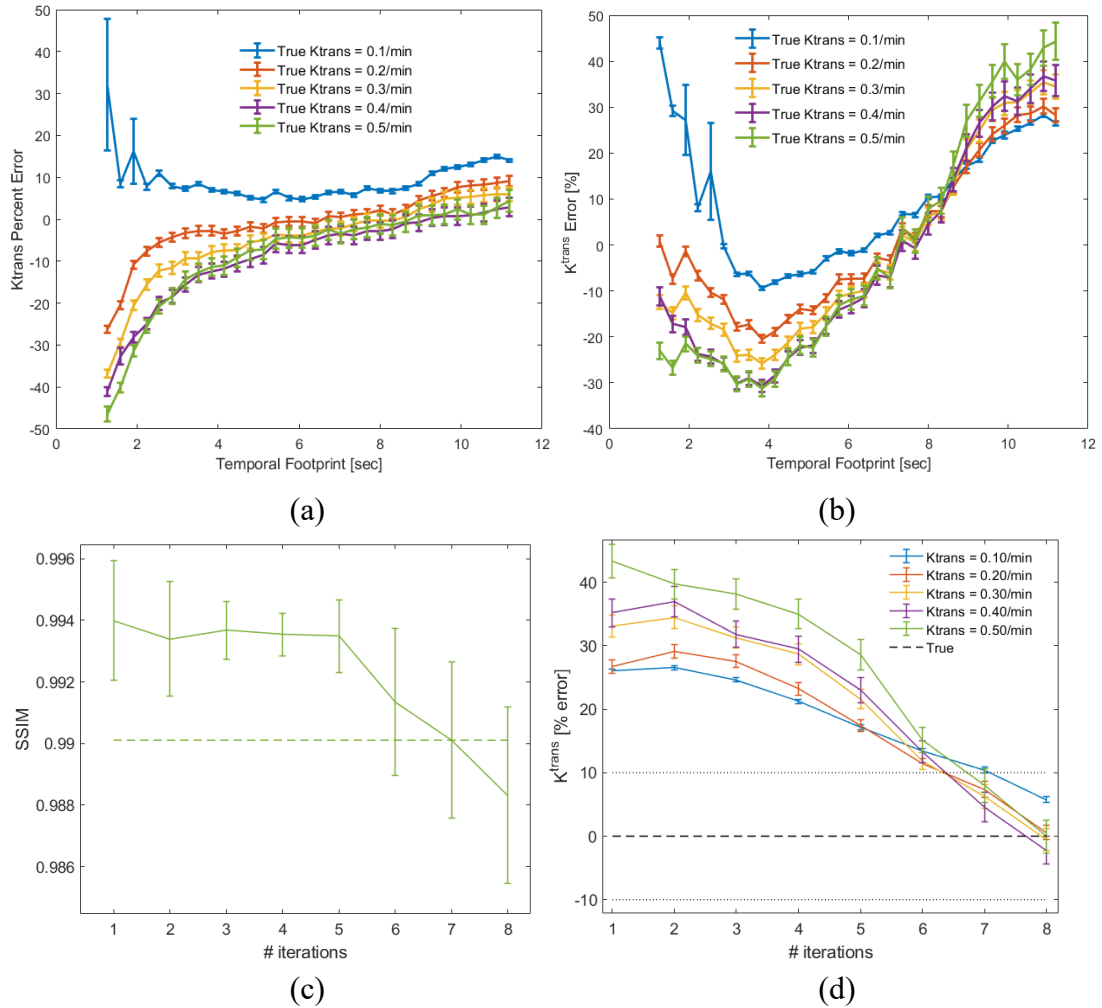 50
40
30
20
10
0
-10
-20
-30
-40
-50
Ktrans Percent Error
True Ktrans = 0.1/min
True Ktrans = 0.2/min
True Ktrans = 0.3/min
True Ktrans = 0.4/min
True Ktrans = 0.5/min
0 2 4 6 8 10 12
Temporal Footprint [sec]
(a)
50
40
30
20
10
0
-10
-20
-30
-40
K^trans Error [%]
True Ktrans = 0.1/min
True Ktrans = 0.2/min
True Ktrans = 0.3/min
True Ktrans = 0.4/min
True Ktrans = 0.5/min
0 2 4 6 8 10 12
Temporal Footprint [sec]
(b)
0.996
0.994
0.992
0.99
0.988
0.986
SSIM
1 2 3 4 5 6 7 8
# iterations
(c)
40
30
20
10
0
-10
K^trans [% error]
Ktrans = 0.10/min
Ktrans = 0.20/min
Ktrans = 0.30/min
Ktrans = 0.40/min
Ktrans = 0.50/min
True
1 2 3 4 5 6 7 8
# iterations
(d)